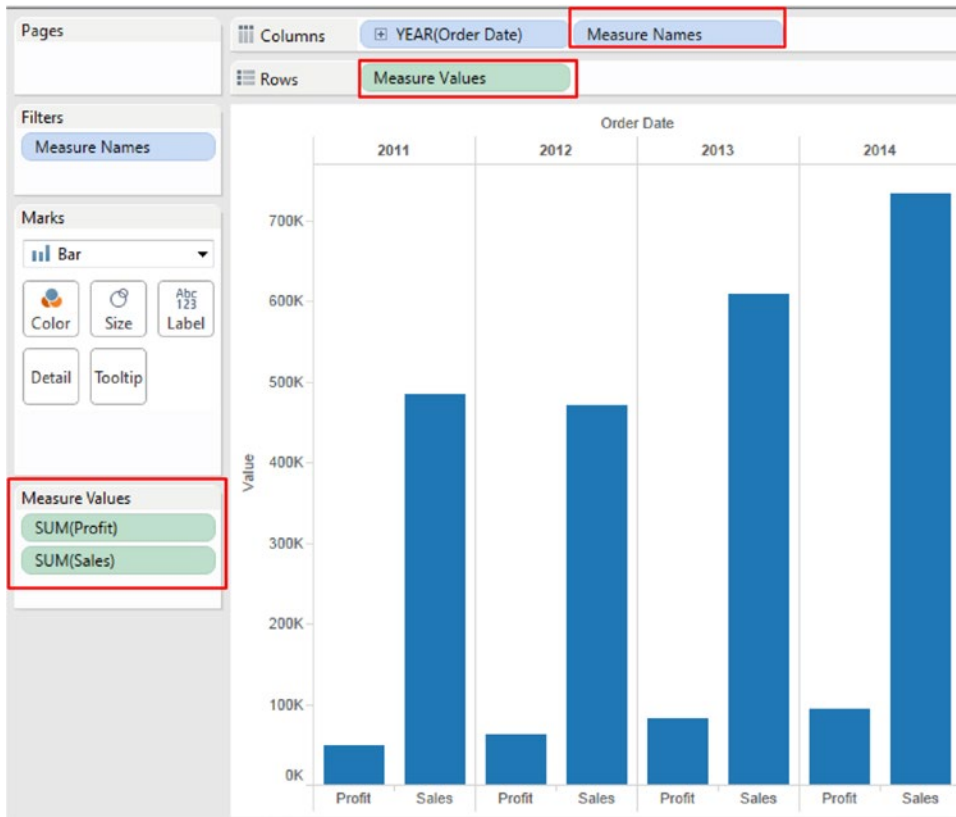 Pages
Columns
YEAR(Order Date)
Measure Names
Rows
Measure Values
Filters
Measure Names
Marks
Bar
Color
Size
Abc
123
Label
Detail
Tooltip
Measure Values
SUM(Profit)
SUM(Sales)
Order Date
2011 2012 2013 2014
Value
700K
600K
500K
400K
300K
200K
100K
0K
Profit Sales Profit Sales Profit Sales Profit Sales